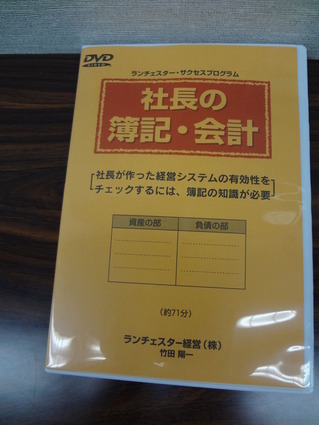 DVD
VIDEO
ランチェスター・サクセスプログラム
社長の
簿記・会計
社長が作った経営システムの有効性を
チェックするには、簿記の知識が必要
資産の部 負債の部
(約71分)
ランチェスター経営(株)
竹田 陽一